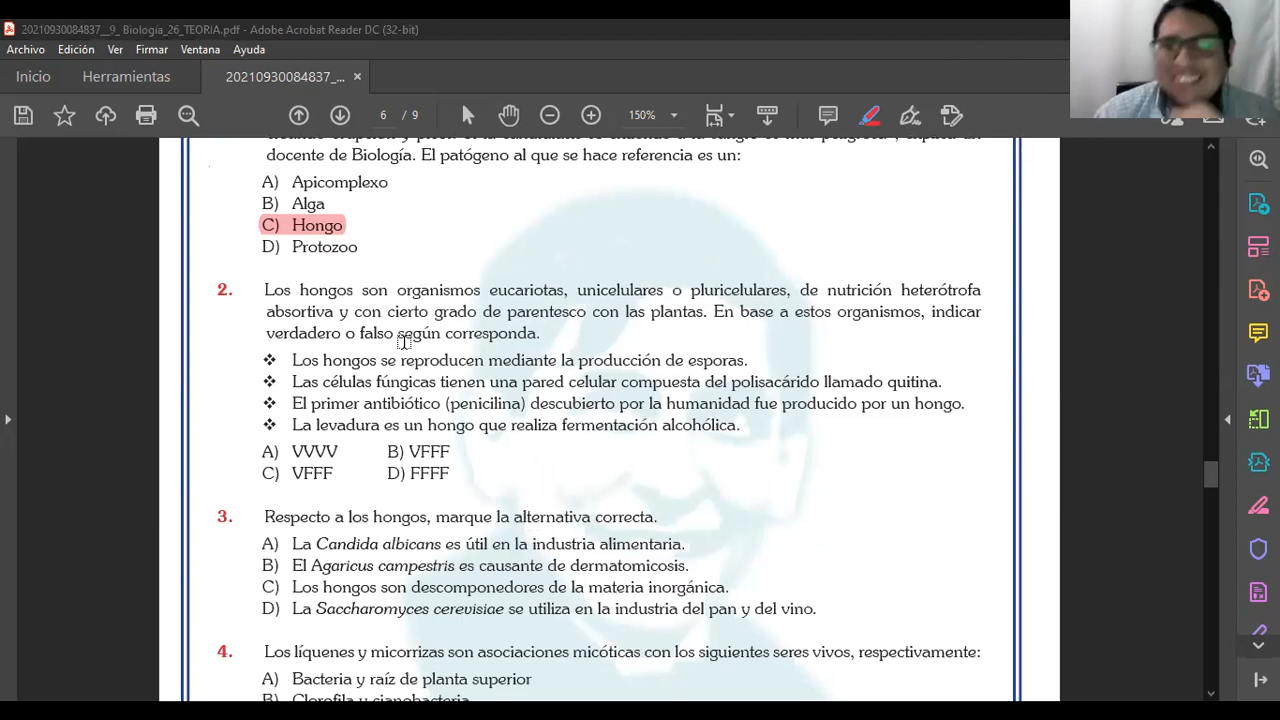 20210930084837__9_ Biología_26_TEORIA.pdf - Adobe Acrobat Reader DC (32-bit)
Archivo Edición Ver Firmar Ventana Ayuda
Inicio Herramientas 20210930084837_... ×
6 / 9 150%
docente de Biología. El patógeno al que se hace referencia es un:
A) Apicomplexo
B) Alga
C) Hongo
D) Protozoo
2. Los hongos son organismos eucariotas, unicelulares o pluricelulares, de nutrición heterótrofa
absortiva y con cierto grado de parentesco con las plantas. En base a estos organismos, indicar
verdadero o falso según corresponda.
❖ Los hongos se reproducen mediante la producción de esporas.
❖ Las células fúngicas tienen una pared celular compuesta del polisacárido llamado quitina.
❖ El primer antibiótico (penicilina) descubierto por la humanidad fue producido por un hongo.
❖ La levadura es un hongo que realiza fermentación alcohólica.
A) VVVV B) VFFF
C) VFFF D) FFFF
3. Respecto a los hongos, marque la alternativa correcta.
A) La Candida albicans es útil en la industria alimentaria.
B) El Agaricus campestris es causante de dermatomicosis.
C) Los hongos son descomponedores de la materia inorgánica.
D) La Saccharomyces cerevisiae se utiliza en la industria del pan y del vino.
4. Los líquenes y micorrizas son asociaciones micóticas con los siguientes seres vivos, respectivamente:
A) Bacteria y raíz de planta superior
B) Clorofila y cianobacteria